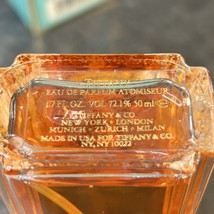 TIFFANY
EAU DE PARFUM ATOMISEUR
1.7 FL. OZ. VOL 72.1% 50 ml
© TIFFANY & CO.
NEW YORK • LONDON
MUNICH • ZURICH • MILAN
MADE IN USA FOR TIFFANY & CO.
NY, NY 10022